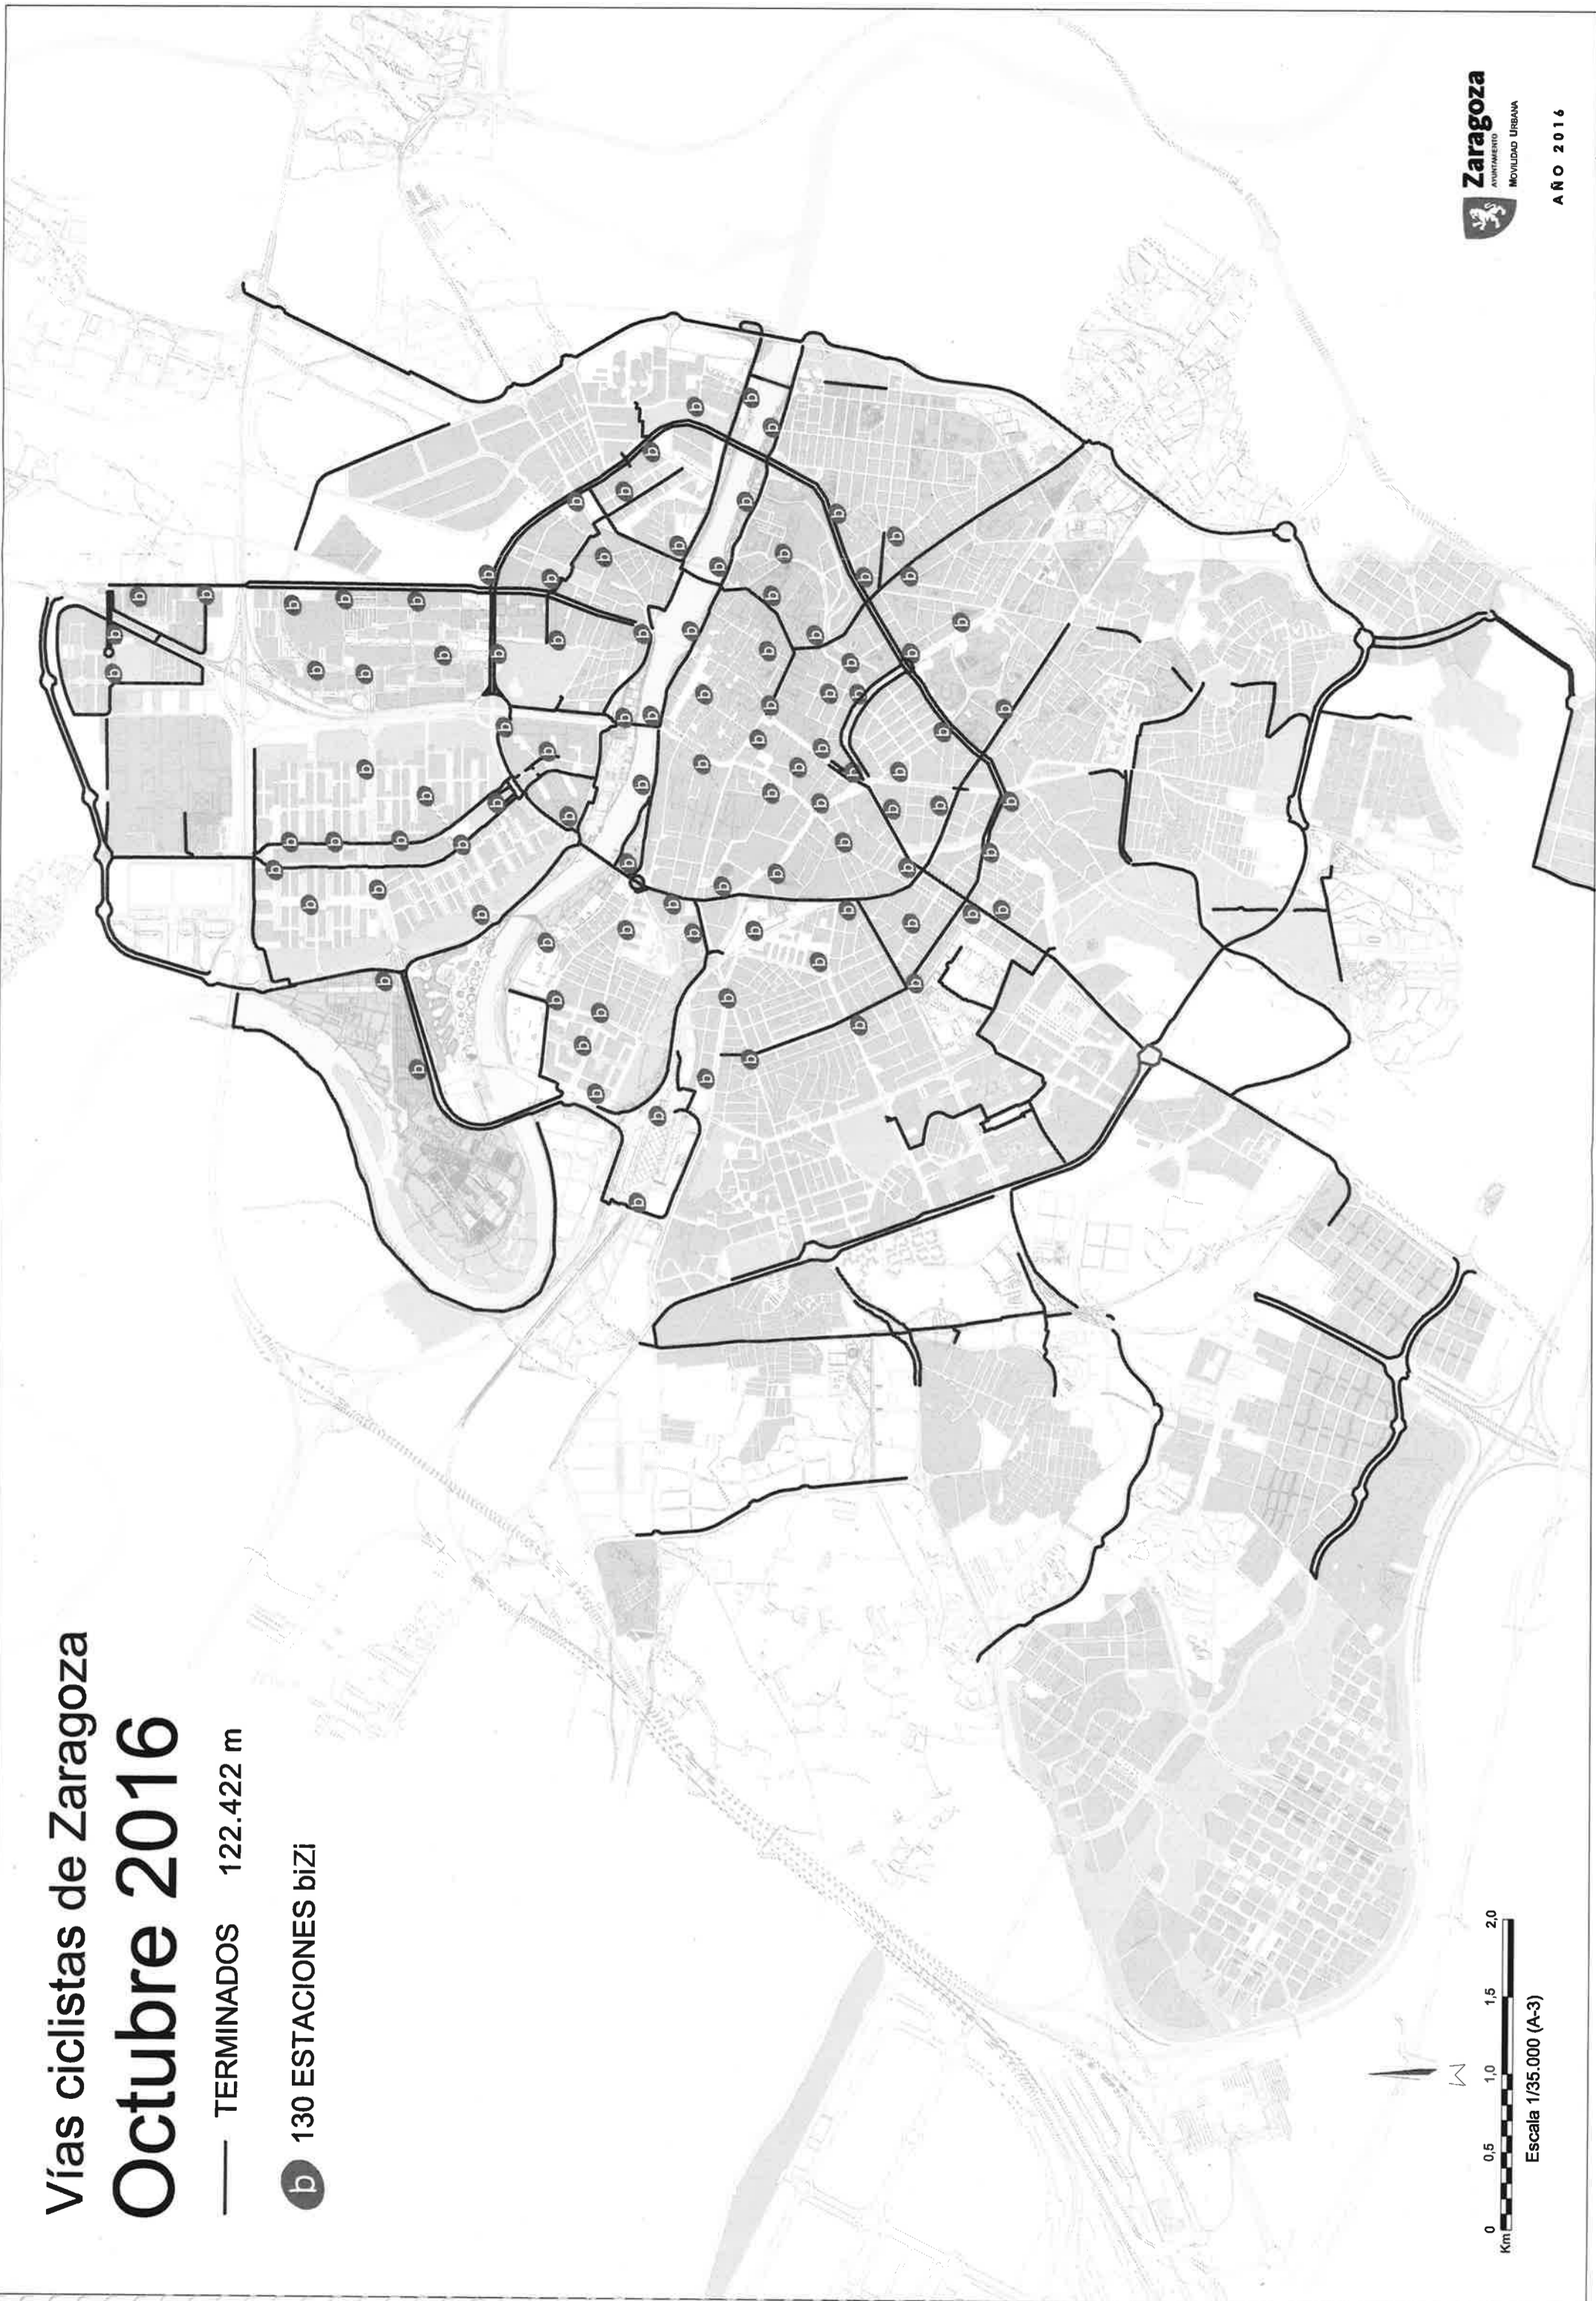 Vías ciclistas de Zaragoza
Octubre 2016
TERMINADOS 122.422 m
b 130 ESTACIONES biZi
Zaragoza
AYUNTAMIENTO
MOVILIDAD URBANA
AÑO 2016
0 0,5 1,0 1,5 2,0
Km
Escala 1/35.000 (A-3)